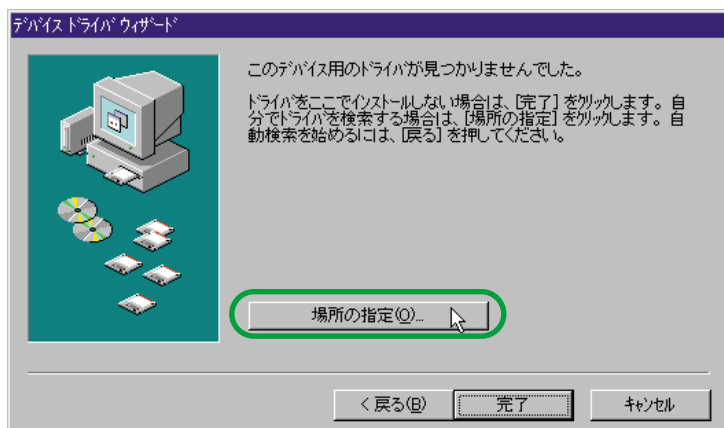 ﾃﾞﾊﾞｲｽ ﾄﾞﾗｲﾊﾞ ｳｨｻﾞｰﾄﾞ
このﾃﾞﾊﾞｲｽ用のﾄﾞﾗｲﾊﾞが見つかりませんでした。
ﾄﾞﾗｲﾊﾞをここでｲﾝｽﾄｰﾙしない場合は、[完了] をｸﾘｯｸします。自
分でﾄﾞﾗｲﾊﾞを検索する場合は、[場所の指定] をｸﾘｯｸします。自
動検索を始めるには、[戻る] を押してください。
場所の指定(O)...
< 戻る(B)
完了
ｷｬﾝｾﾙ